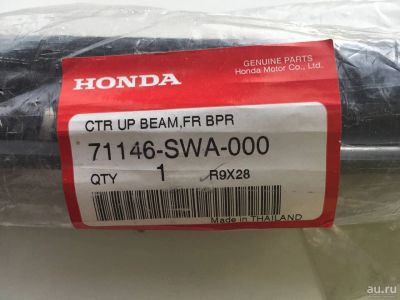 GENUINE PARTS
HONDA
Honda Motor Co., Ltd.
CTR UP BEAM,FR BPR
71146-SWA-000
QTY 1 R9X28
Made in THAILAND
au.ru